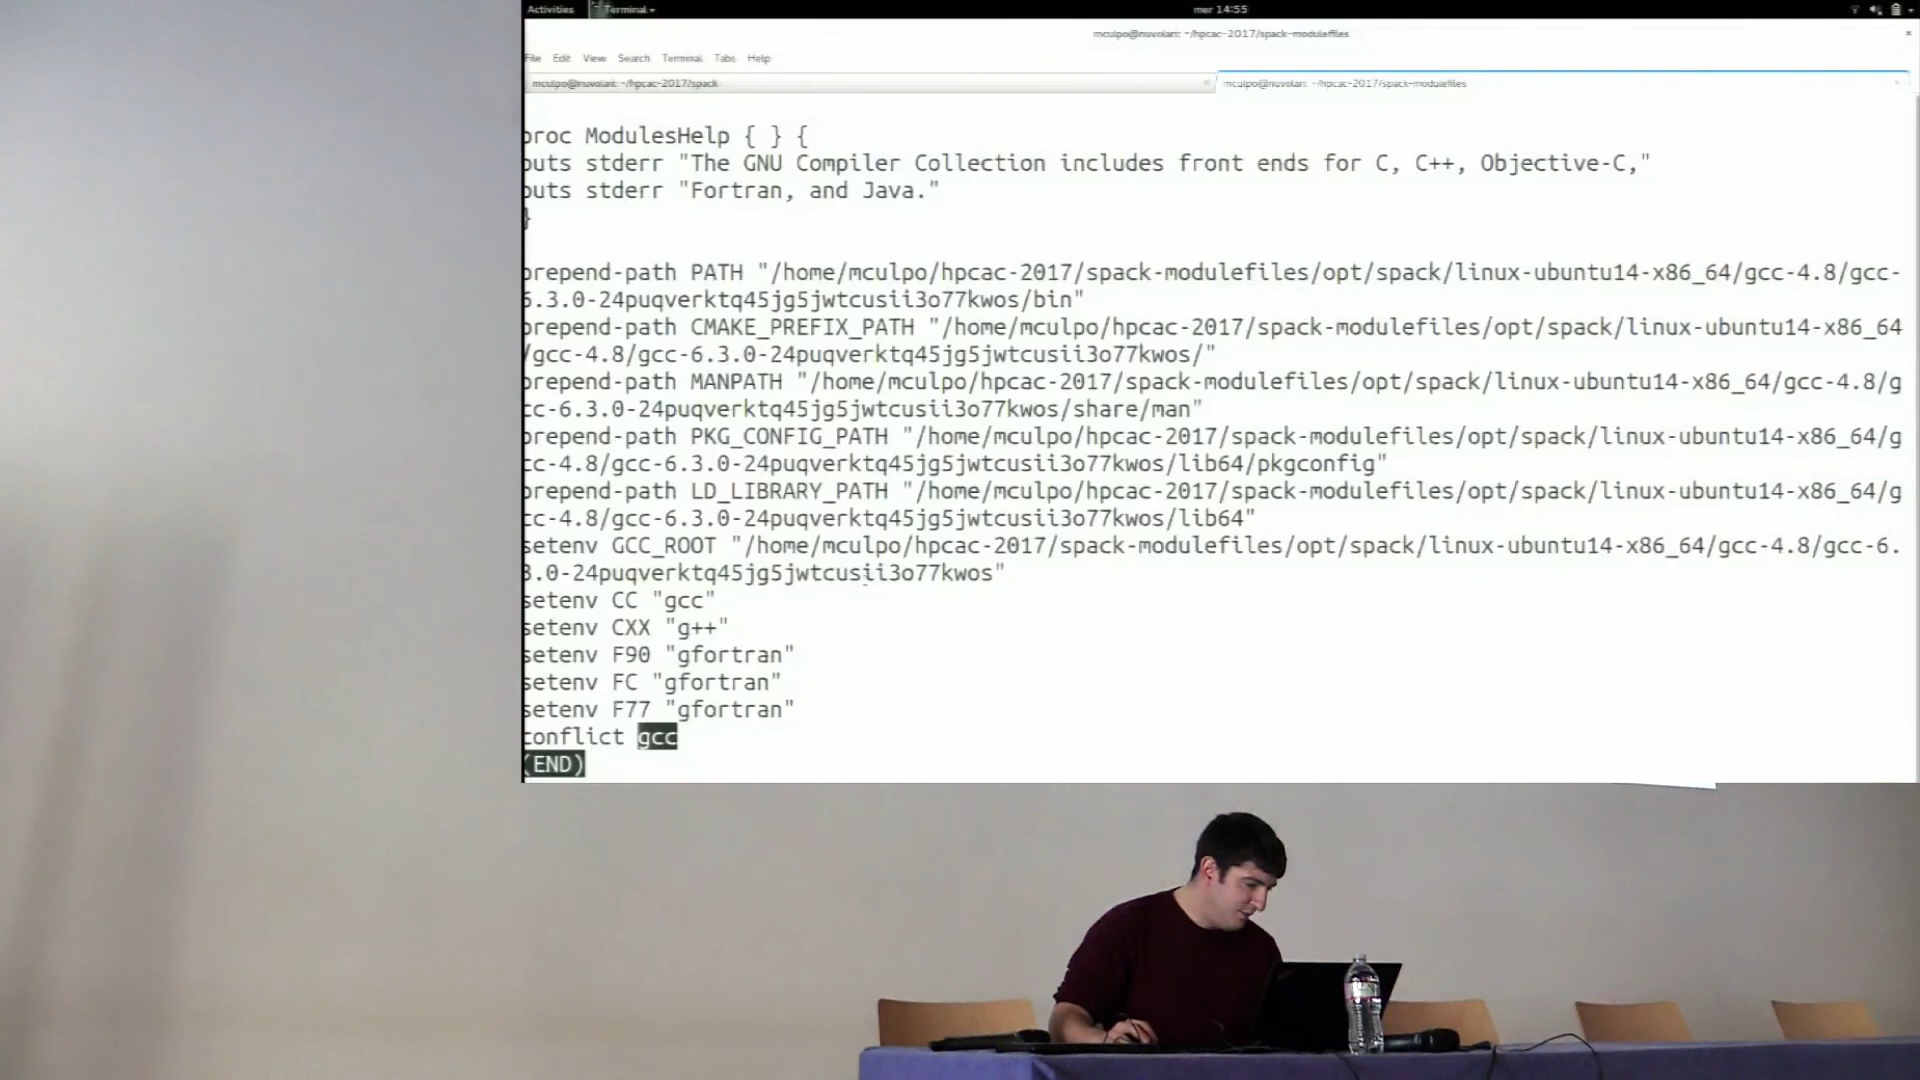 Activities Terminal mer 14:55
mculpo@nuvolari: ~/hpcac-2017/spack-modulefiles
File Edit View Search Terminal Tabs Help
mculpo@nuvolari: ~/hpcac-2017/spack mculpo@nuvolari: ~/hpcac-2017/spack-modulefiles
proc ModulesHelp { } {
puts stderr "The GNU Compiler Collection includes front ends for C, C++, Objective-C,"
puts stderr "Fortran, and Java."
}
prepend-path PATH "/home/mculpo/hpcac-2017/spack-modulefiles/opt/spack/linux-ubuntu14-x86_64/gcc-4.8/gcc-
6.3.0-24puqverktq45jg5jwtcusii3o77kwos/bin"
prepend-path CMAKE_PREFIX_PATH "/home/mculpo/hpcac-2017/spack-modulefiles/opt/spack/linux-ubuntu14-x86_64
/gcc-4.8/gcc-6.3.0-24puqverktq45jg5jwtcusii3o77kwos/"
prepend-path MANPATH "/home/mculpo/hpcac-2017/spack-modulefiles/opt/spack/linux-ubuntu14-x86_64/gcc-4.8/g
cc-6.3.0-24puqverktq45jg5jwtcusii3o77kwos/share/man"
prepend-path PKG_CONFIG_PATH "/home/mculpo/hpcac-2017/spack-modulefiles/opt/spack/linux-ubuntu14-x86_64/g
cc-4.8/gcc-6.3.0-24puqverktq45jg5jwtcusii3o77kwos/lib64/pkgconfig"
prepend-path LD_LIBRARY_PATH "/home/mculpo/hpcac-2017/spack-modulefiles/opt/spack/linux-ubuntu14-x86_64/g
cc-4.8/gcc-6.3.0-24puqverktq45jg5jwtcusii3o77kwos/lib64"
setenv GCC_ROOT "/home/mculpo/hpcac-2017/spack-modulefiles/opt/spack/linux-ubuntu14-x86_64/gcc-4.8/gcc-6.
3.0-24puqverktq45jg5jwtcusii3o77kwos"
setenv CC "gcc"
setenv CXX "g++"
setenv F90 "gfortran"
setenv FC "gfortran"
setenv F77 "gfortran"
conflict gcc
(END)